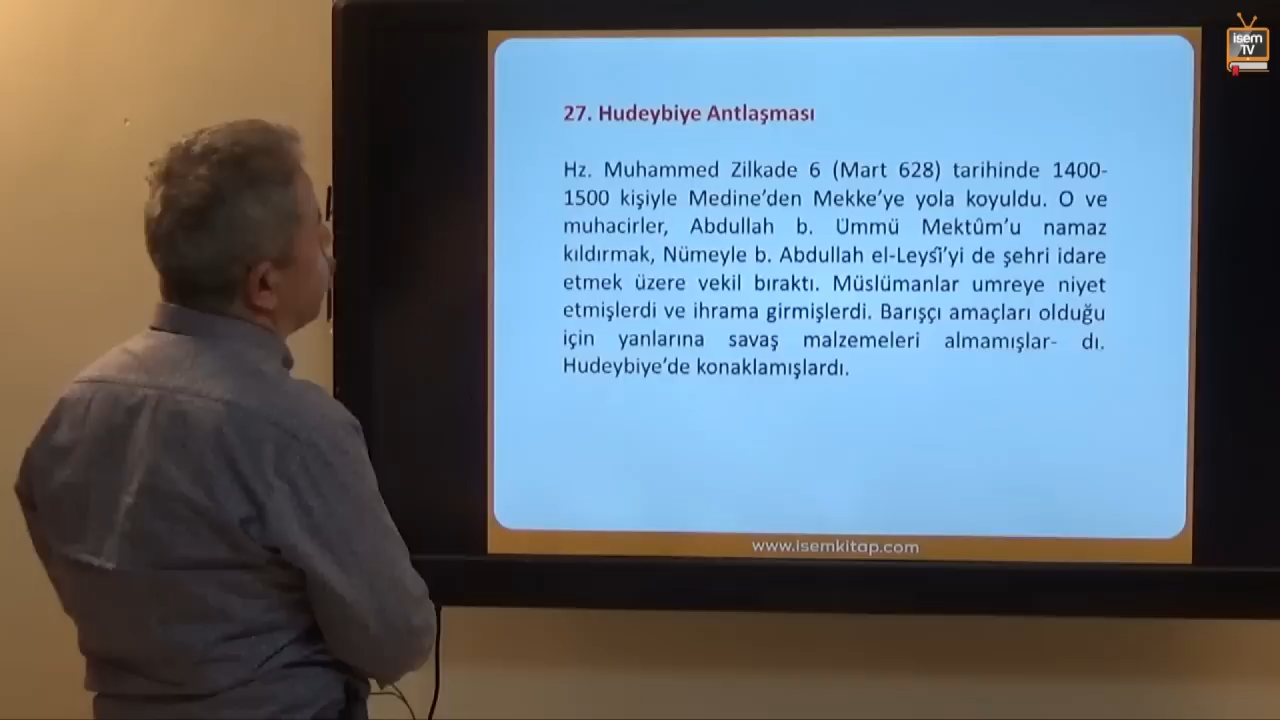 isem
TV
27. Hudeybiye Antlaşması
Hz. Muhammed Zilkade 6 (Mart 628) tarihinde 1400-
1500 kişiyle Medine’den Mekke’ye yola koyuldu. O ve
muhacirler, Abdullah b. Ümmü Mektûm’u namaz
kıldırmak, Nümeyle b. Abdullah el-Leysî’yi de şehri idare
etmek üzere vekil bıraktı. Müslümanlar umreye niyet
etmişlerdi ve ihrama girmişlerdi. Barışçı amaçları olduğu
için yanlarına savaş malzemeleri almamışlar- dı.
Hudeybiye’de konaklamışlardı.
www.isemkitap.com